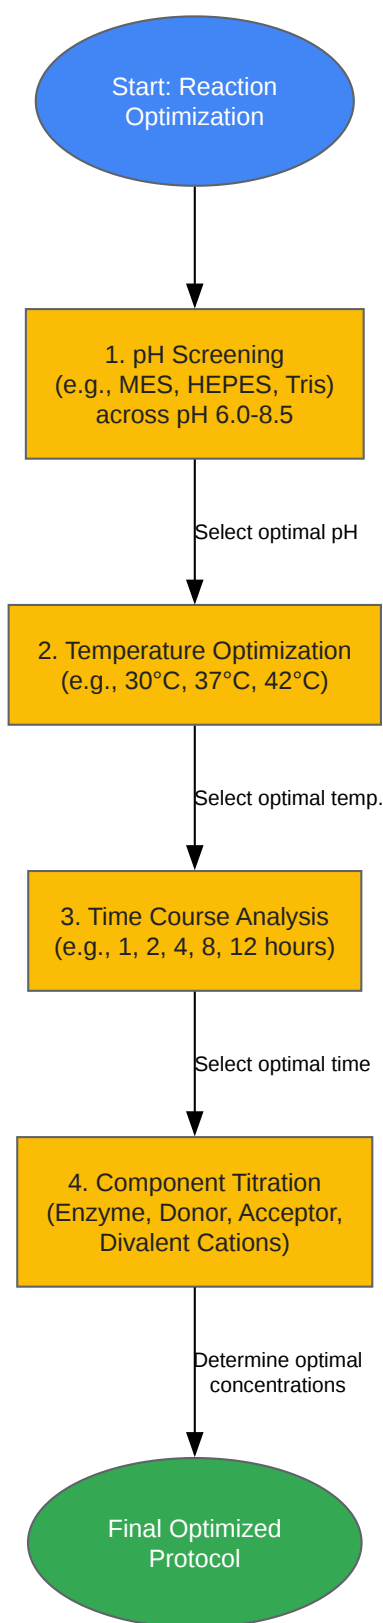 Start: Reaction
Optimization
1. pH Screening
(e.g., MES, HEPES, Tris)
across pH 6.0-8.5
Select optimal pH
2. Temperature Optimization
(e.g., 30°C, 37°C, 42°C)
Select optimal temp.
3. Time Course Analysis
(e.g., 1, 2, 4, 8, 12 hours)
Select optimal time
4. Component Titration
(Enzyme, Donor, Acceptor,
Divalent Cations)
Determine optimal
concentrations
Final Optimized
Protocol